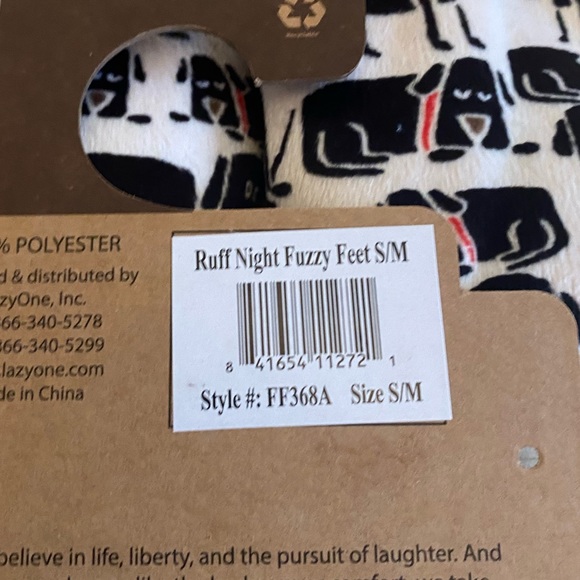 % POLYESTER
d & distributed by
zyOne, Inc.
66-340-5278
366-340-5299
lazyone.com
de in China
Ruff Night Fuzzy Feet S/M
8 41654 11272 1
Style #: FF368A Size S/M
believe in life, liberty, and the pursuit of laughter. And